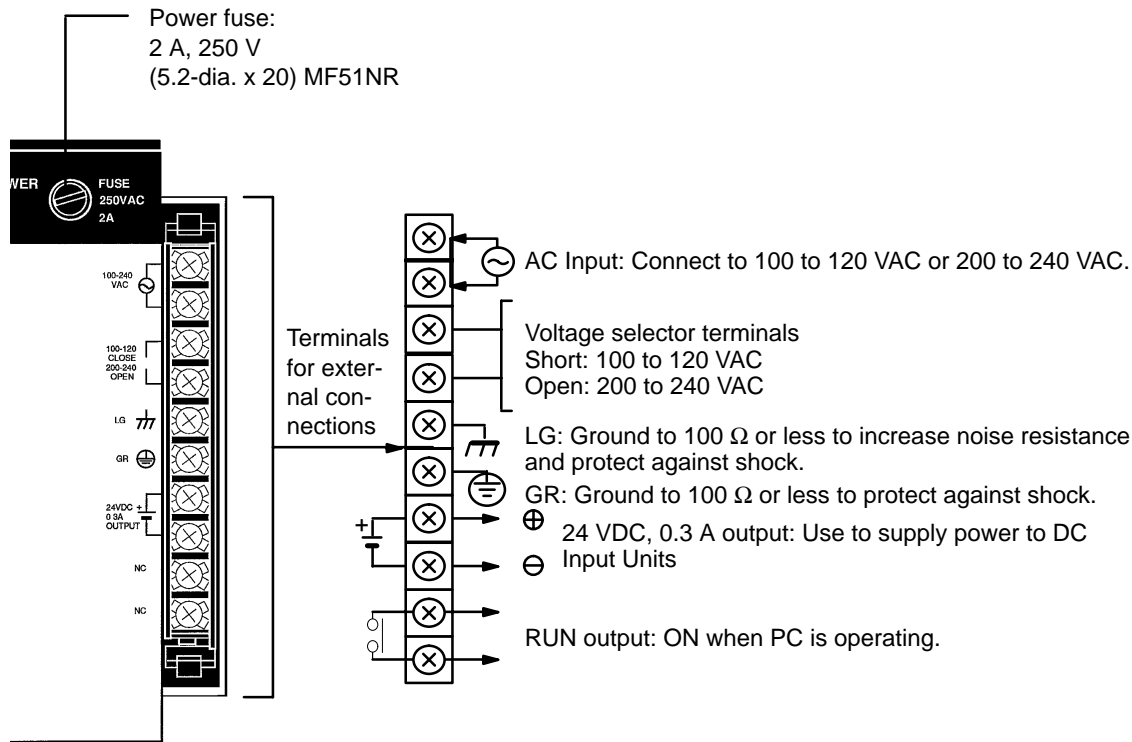 Power fuse:
2 A, 250 V
(5.2-dia. x 20) MF51NR
WER
FUSE
250VAC
2A
100-240
VAC
100-120
CLOSE
200-240
OPEN
LG
GR
24VDC +
0.3A
OUTPUT
NC
NC
Terminals
for exter-
nal con-
nections
AC Input: Connect to 100 to 120 VAC or 200 to 240 VAC.
Voltage selector terminals
Short: 100 to 120 VAC
Open: 200 to 240 VAC
LG: Ground to 100 Ω or less to increase noise resistance
and protect against shock.
GR: Ground to 100 Ω or less to protect against shock.
+
⊕
24 VDC, 0.3 A output: Use to supply power to DC
⊖ Input Units
RUN output: ON when PC is operating.